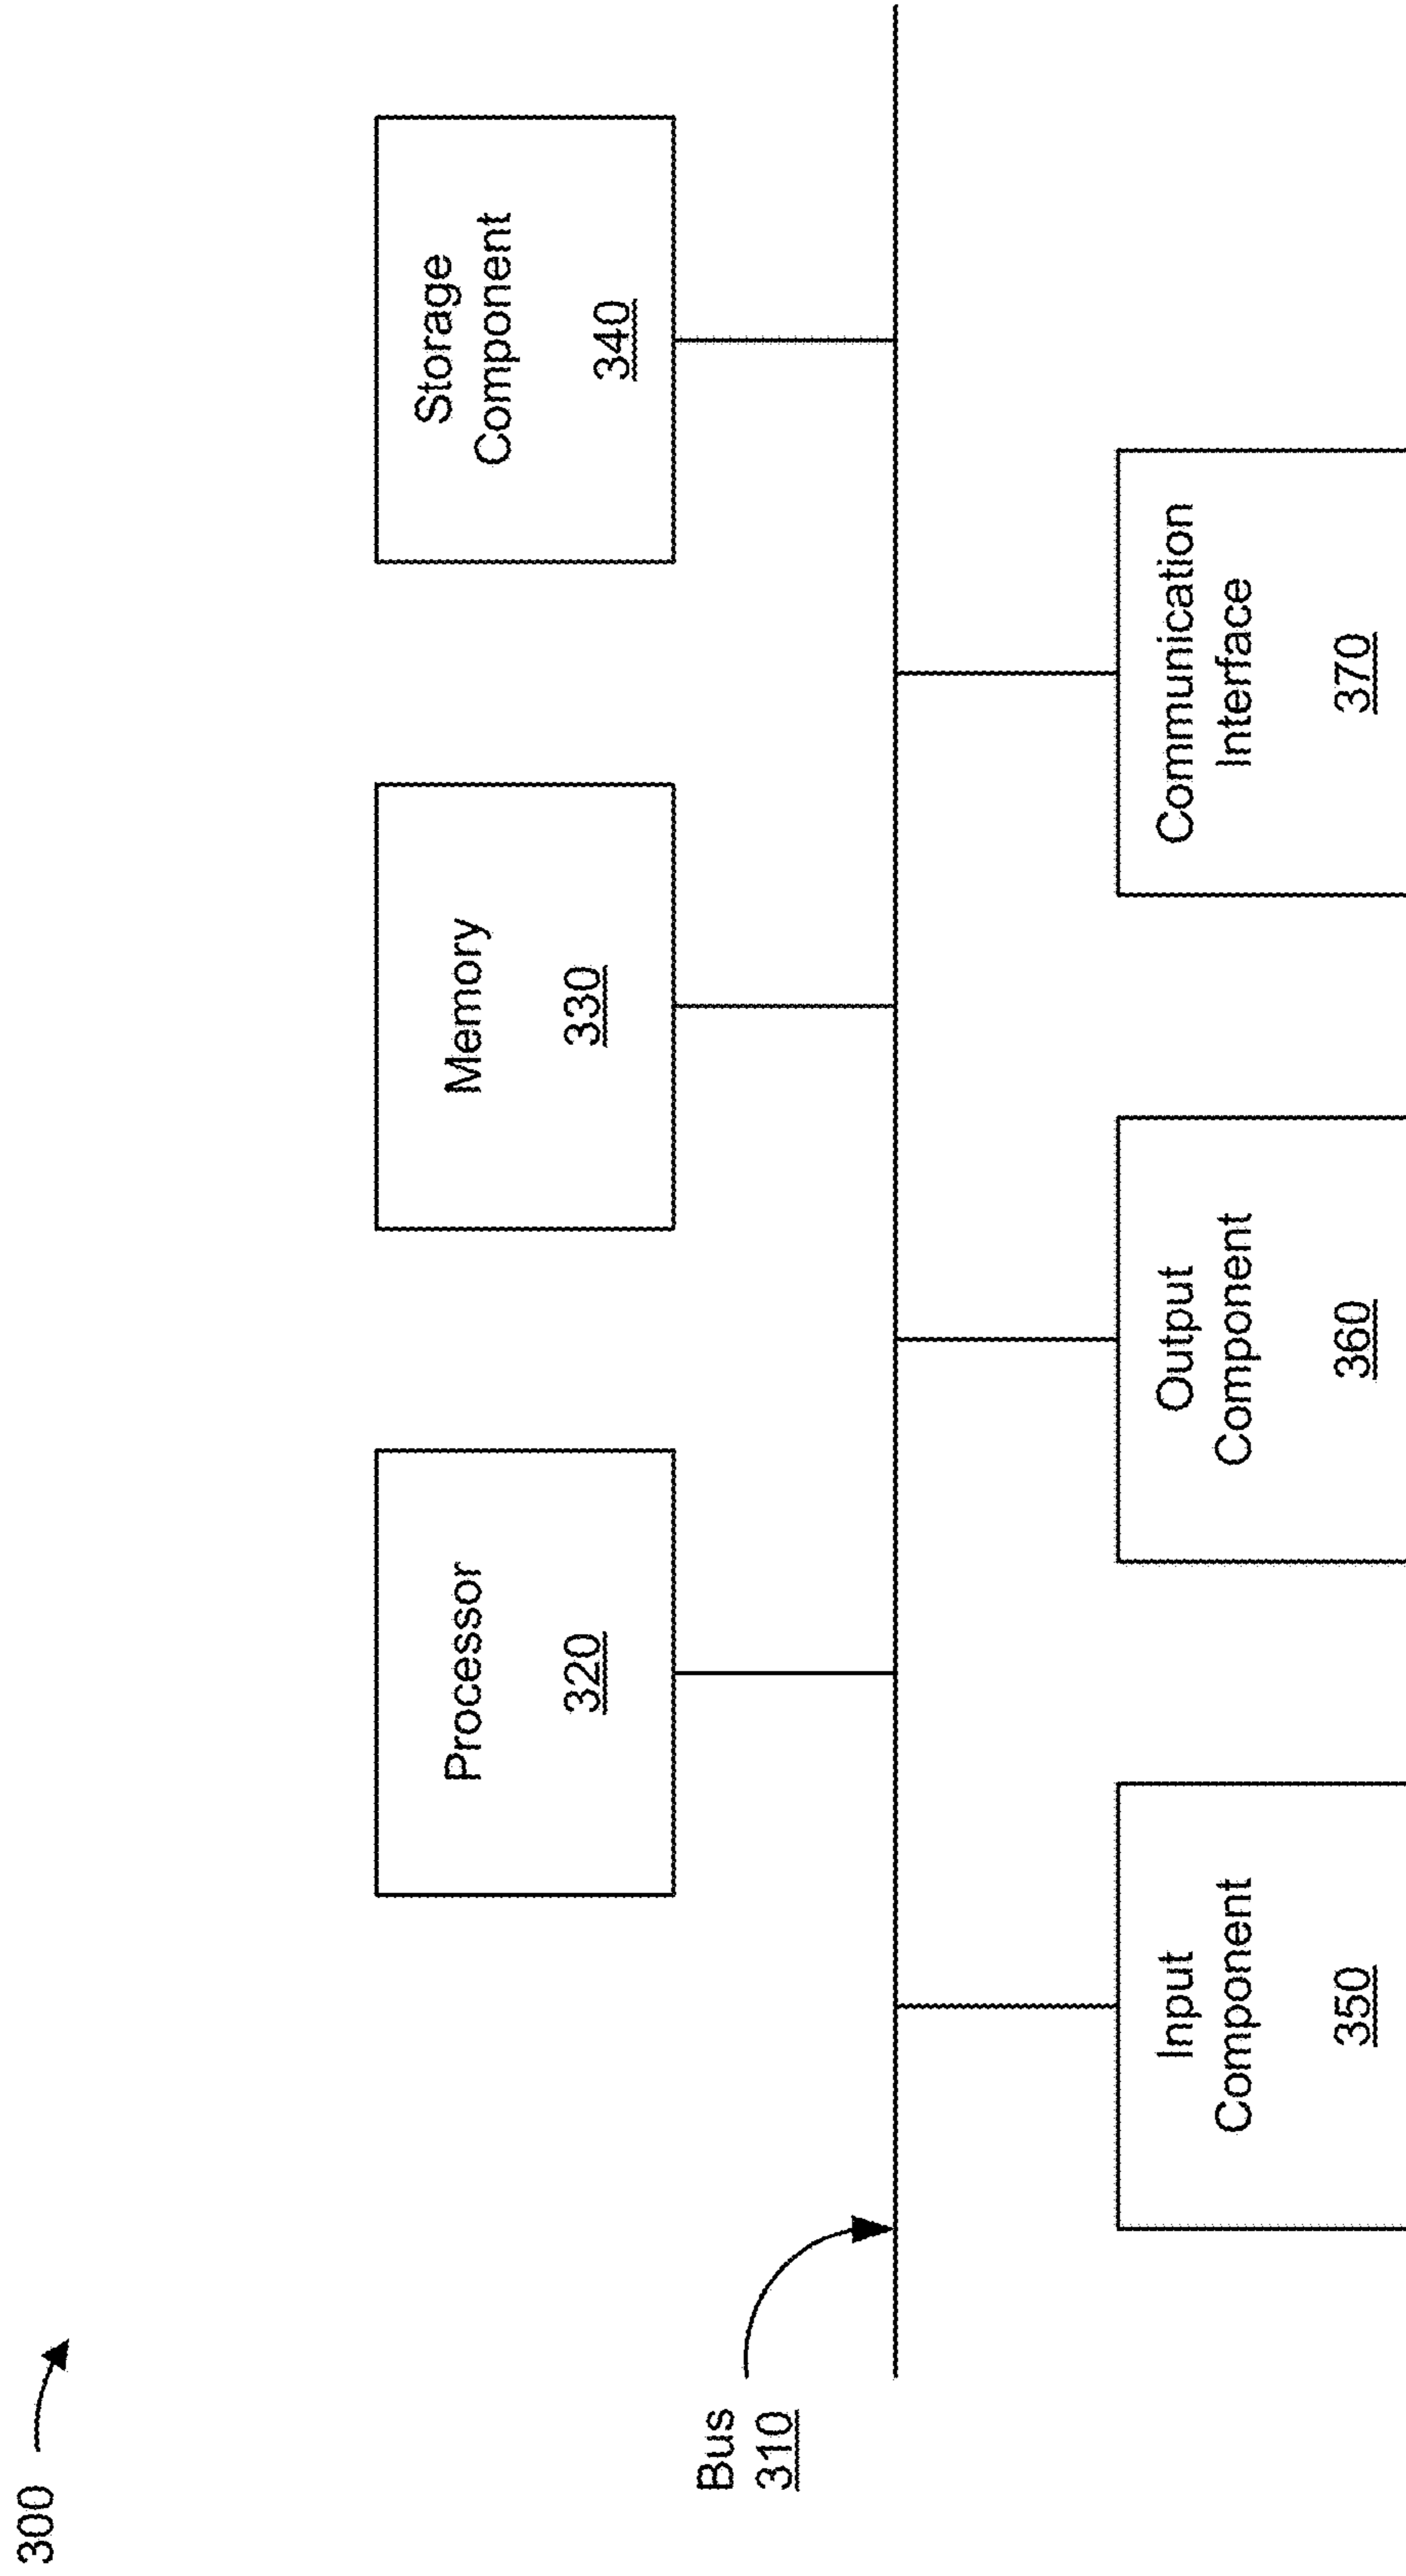 300
Bus
310
Processor
320
Memory
330
Storage
Component
340
Input
Component
350
Output
Component
360
Communication
Interface
370